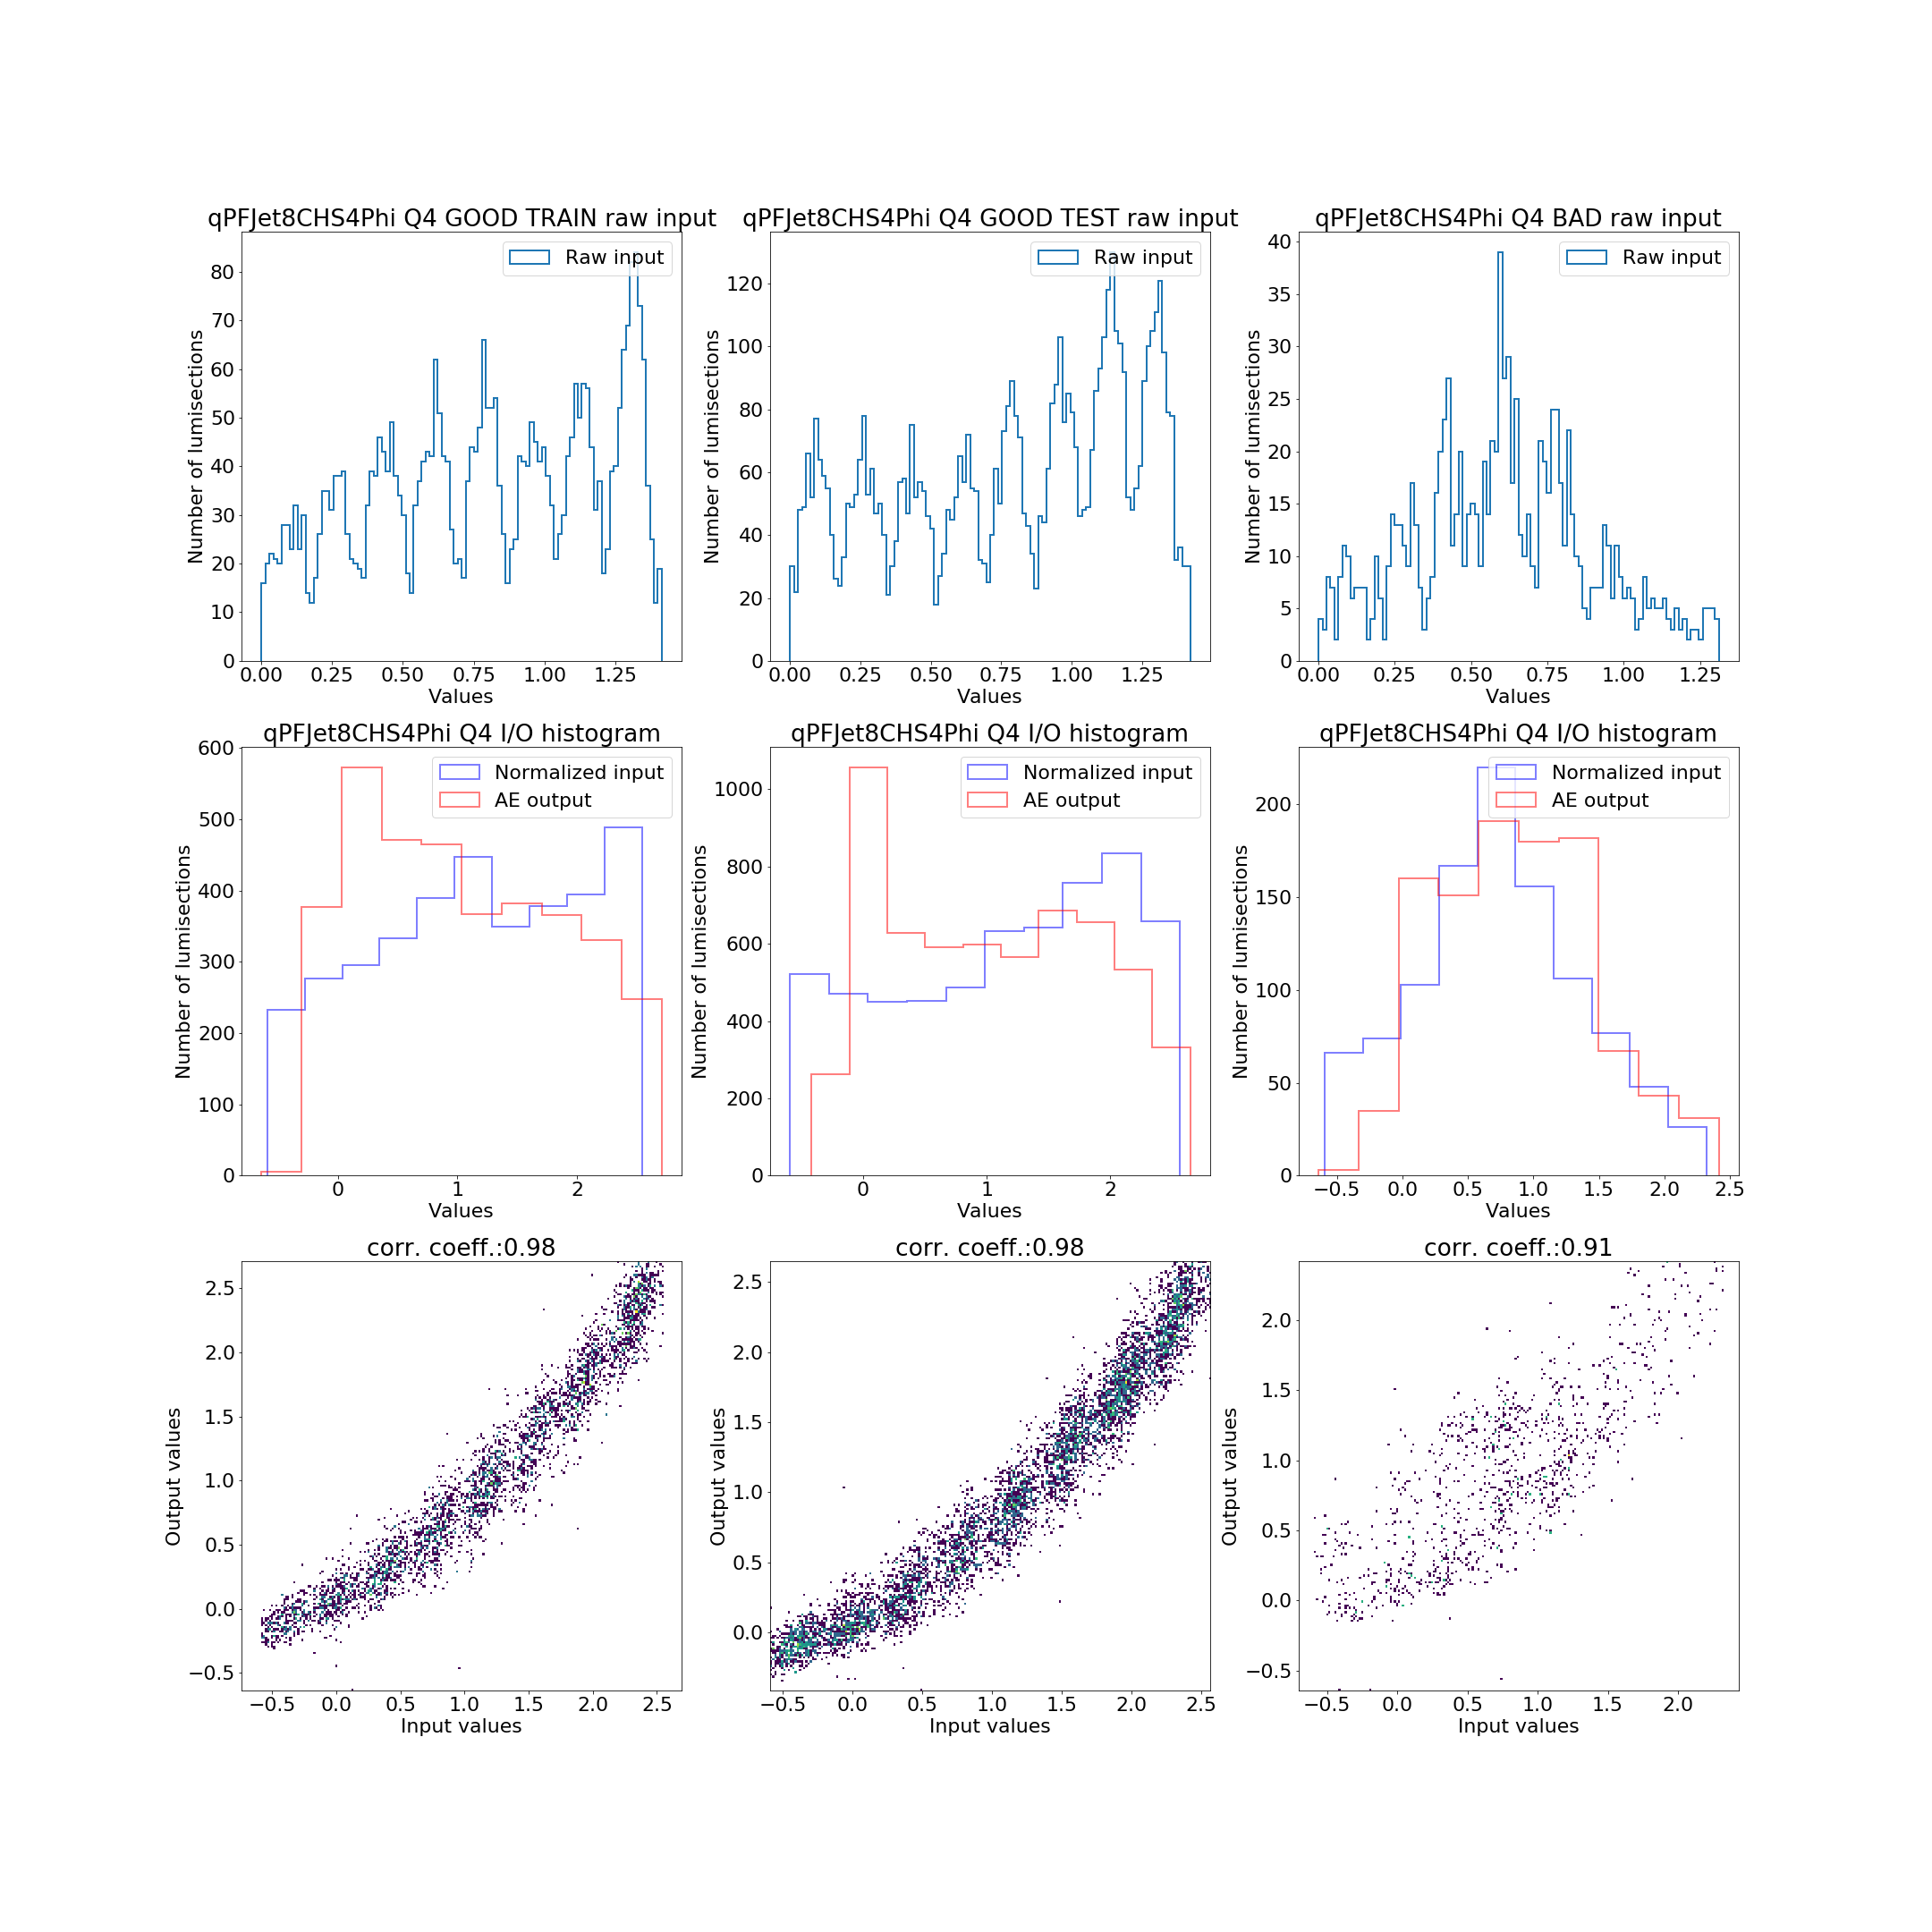 qPFJet8CHS4Phi Q4 GOOD TRAIN raw input
Raw input
Number of lumisections
80
70
60
50
40
30
20
10
0
0.00 0.25 0.50 0.75 1.00 1.25
Values
qPFJet8CHS4Phi Q4 GOOD TEST raw input
Raw input
Number of lumisections
120
100
80
60
40
20
0
0.00 0.25 0.50 0.75 1.00 1.25
Values
qPFJet8CHS4Phi Q4 BAD raw input
Raw input
Number of lumisections
40
35
30
25
20
15
10
5
0
0.00 0.25 0.50 0.75 1.00 1.25
Values
qPFJet8CHS4Phi Q4 I/O histogram
Normalized input
AE output
Number of lumisections
600
500
400
300
200
100
0
0 1 2
Values
qPFJet8CHS4Phi Q4 I/O histogram
Normalized input
AE output
Number of lumisections
1000
800
600
400
200
0
0 1 2
Values
qPFJet8CHS4Phi Q4 I/O histogram
Normalized input
AE output
Number of lumisections
200
150
100
50
0
−0.5 0.0 0.5 1.0 1.5 2.0 2.5
Values
corr. coeff.:0.98
Output values
2.5
2.0
1.5
1.0
0.5
0.0
−0.5
−0.5 0.0 0.5 1.0 1.5 2.0 2.5
Input values
corr. coeff.:0.98
Output values
2.5
2.0
1.5
1.0
0.5
0.0
−0.5 0.0 0.5 1.0 1.5 2.0 2.5
Input values
corr. coeff.:0.91
Output values
2.0
1.5
1.0
0.5
0.0
−0.5
−0.5 0.0 0.5 1.0 1.5 2.0
Input values